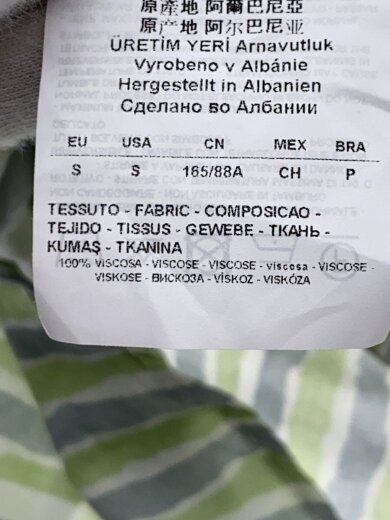 原産地 阿爾巴尼亞
原产地 阿尔巴尼亚
ÜRETİM YERİ Arnavutluk
Vyrobeno v Albánie
Hergestellt in Albanien
Сделано во Албании
EU USA CN MEX BRA
S S 165/88A CH P
TESSUTO - FABRIC - COMPOSICAO -
TEJIDO - TISSUS - GEWEBE - ТКАНЬ -
KUMAŞ - TKANINA
100% VISCOSA - VISCOSE - VISCOSE - viscosa - VISCOSE -
VISKOSE - ВИСКОЗА - VİSKOZ - VISKÓZA